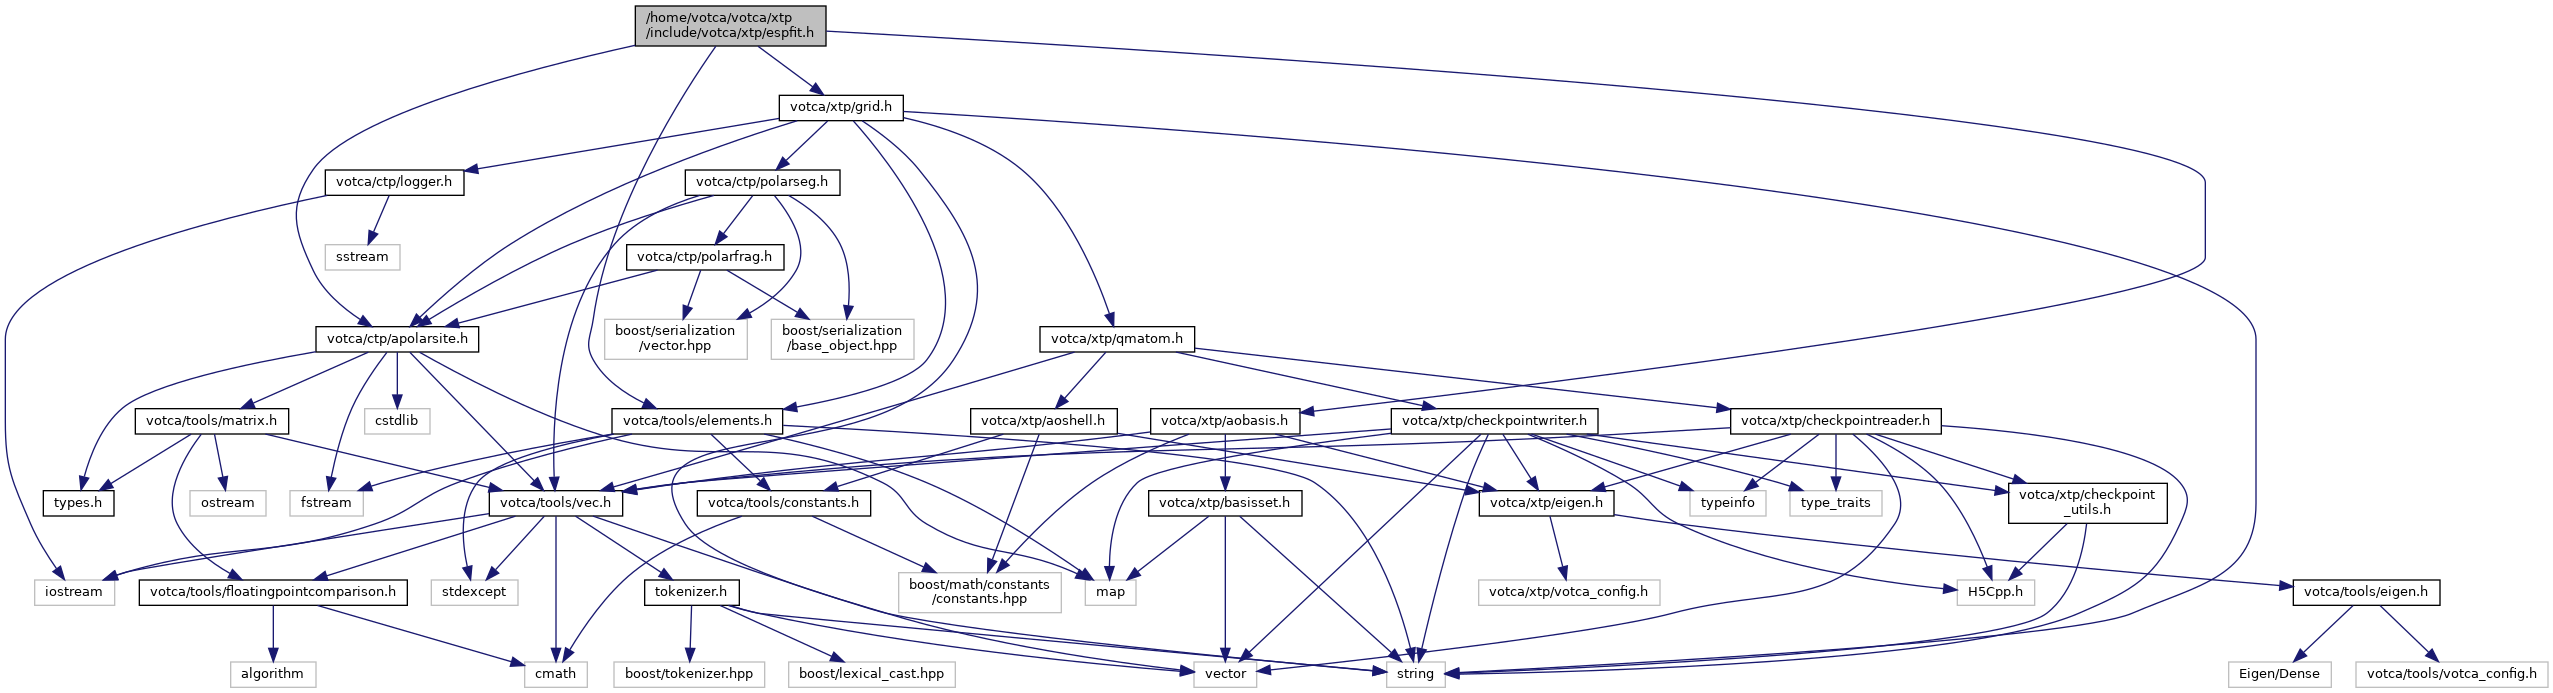 /home/votca/votca/xtp
/include/votca/xtp/espfit.h
votca/xtp/grid.h
votca/ctp/logger.h
votca/ctp/polarseg.h
sstream
votca/ctp/polarfrag.h
votca/ctp/apolarsite.h
boost/serialization
/vector.hpp
boost/serialization
/base_object.hpp
votca/xtp/qmatom.h
votca/tools/matrix.h
cstdlib
votca/tools/elements.h
votca/xtp/aoshell.h
votca/xtp/aobasis.h
votca/xtp/checkpointwriter.h
votca/xtp/checkpointreader.h
types.h
ostream
fstream
votca/tools/vec.h
votca/tools/constants.h
votca/xtp/basisset.h
votca/xtp/eigen.h
typeinfo
type_traits
votca/xtp/checkpoint
_utils.h
iostream
votca/tools/floatingpointcomparison.h
stdexcept
tokenizer.h
boost/math/constants
/constants.hpp
map
votca/xtp/votca_config.h
H5Cpp.h
votca/tools/eigen.h
algorithm
cmath
boost/tokenizer.hpp
boost/lexical_cast.hpp
vector
string
Eigen/Dense
votca/tools/votca_config.h